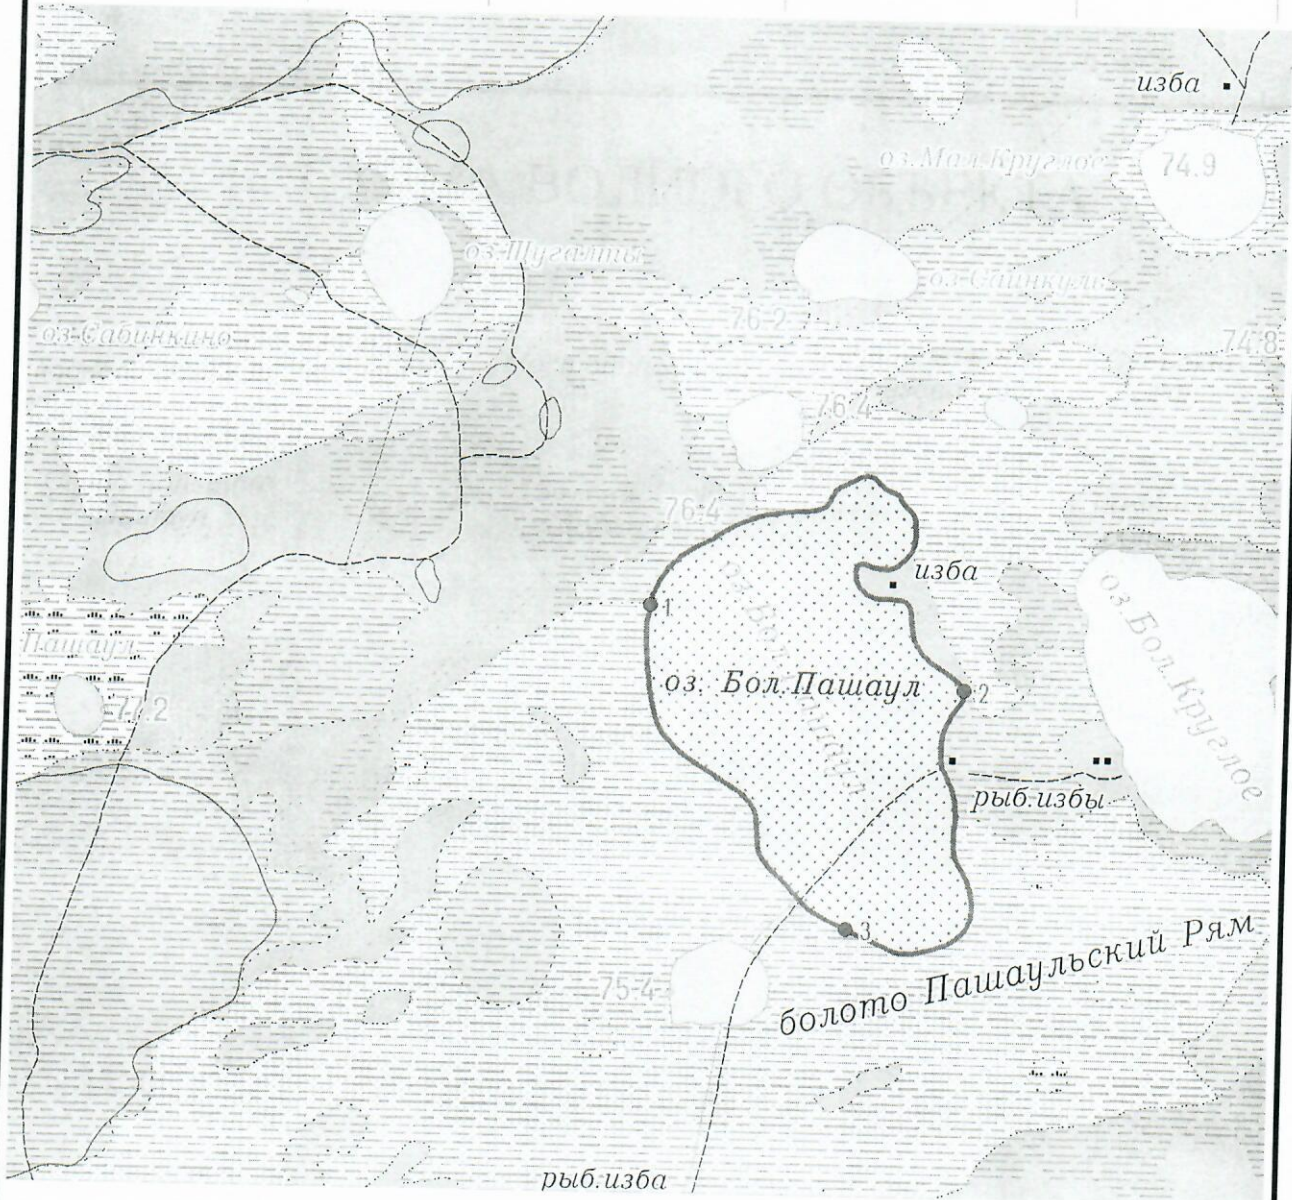 изба
оз. Мал. Круглое
74.9
оз. Шугалты
оз. Саинкуль
76.2
оз. Сабинкино
74.8
76.4
76.4
изба
1
оз. Бол. Круглое
Пашаул
оз. Бол. Пашаул
2
77.2
рыб. избы
3
75.4
болото Пашаульский Рям
рыб. изба